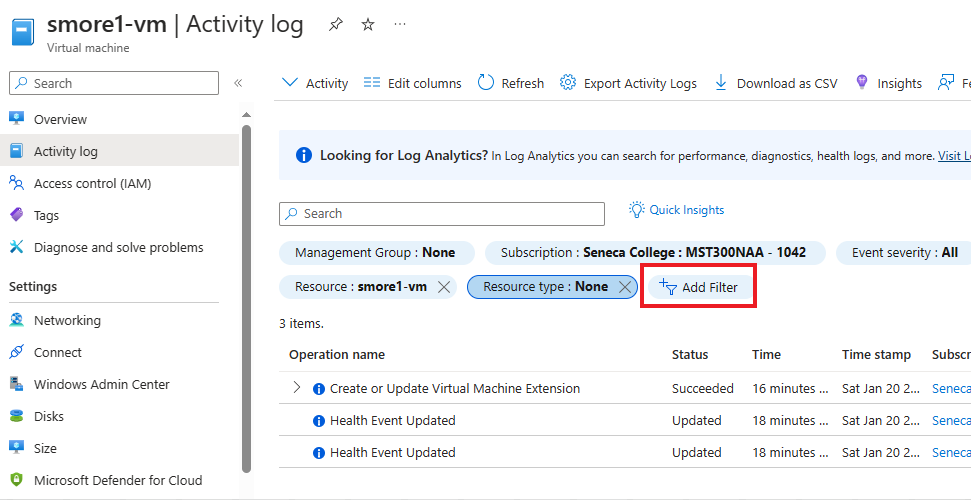 smore1-vm | Activity log
Virtual machine
Search
Overview
Activity log
Access control (IAM)
Tags
Diagnose and solve problems
Settings
Networking
Connect
Windows Admin Center
Disks
Size
Microsoft Defender for Cloud
Activity Edit columns Refresh Export Activity Logs Download as CSV Insights Fe
Looking for Log Analytics? In Log Analytics you can search for performance, diagnostics, health logs, and more. Visit Lo
Search Quick Insights
Management Group : None Subscription : Seneca College : MST300NAA - 1042 Event severity : All
Resource : smore1-vm Resource type : None Add Filter
3 items.
Operation name Status Time Time stamp Subscr
Create or Update Virtual Machine Extension Succeeded 16 minutes ... Sat Jan 20 2... Seneca
Health Event Updated Updated 18 minutes ... Sat Jan 20 2... Seneca
Health Event Updated Updated 18 minutes ... Sat Jan 20 2... Seneca